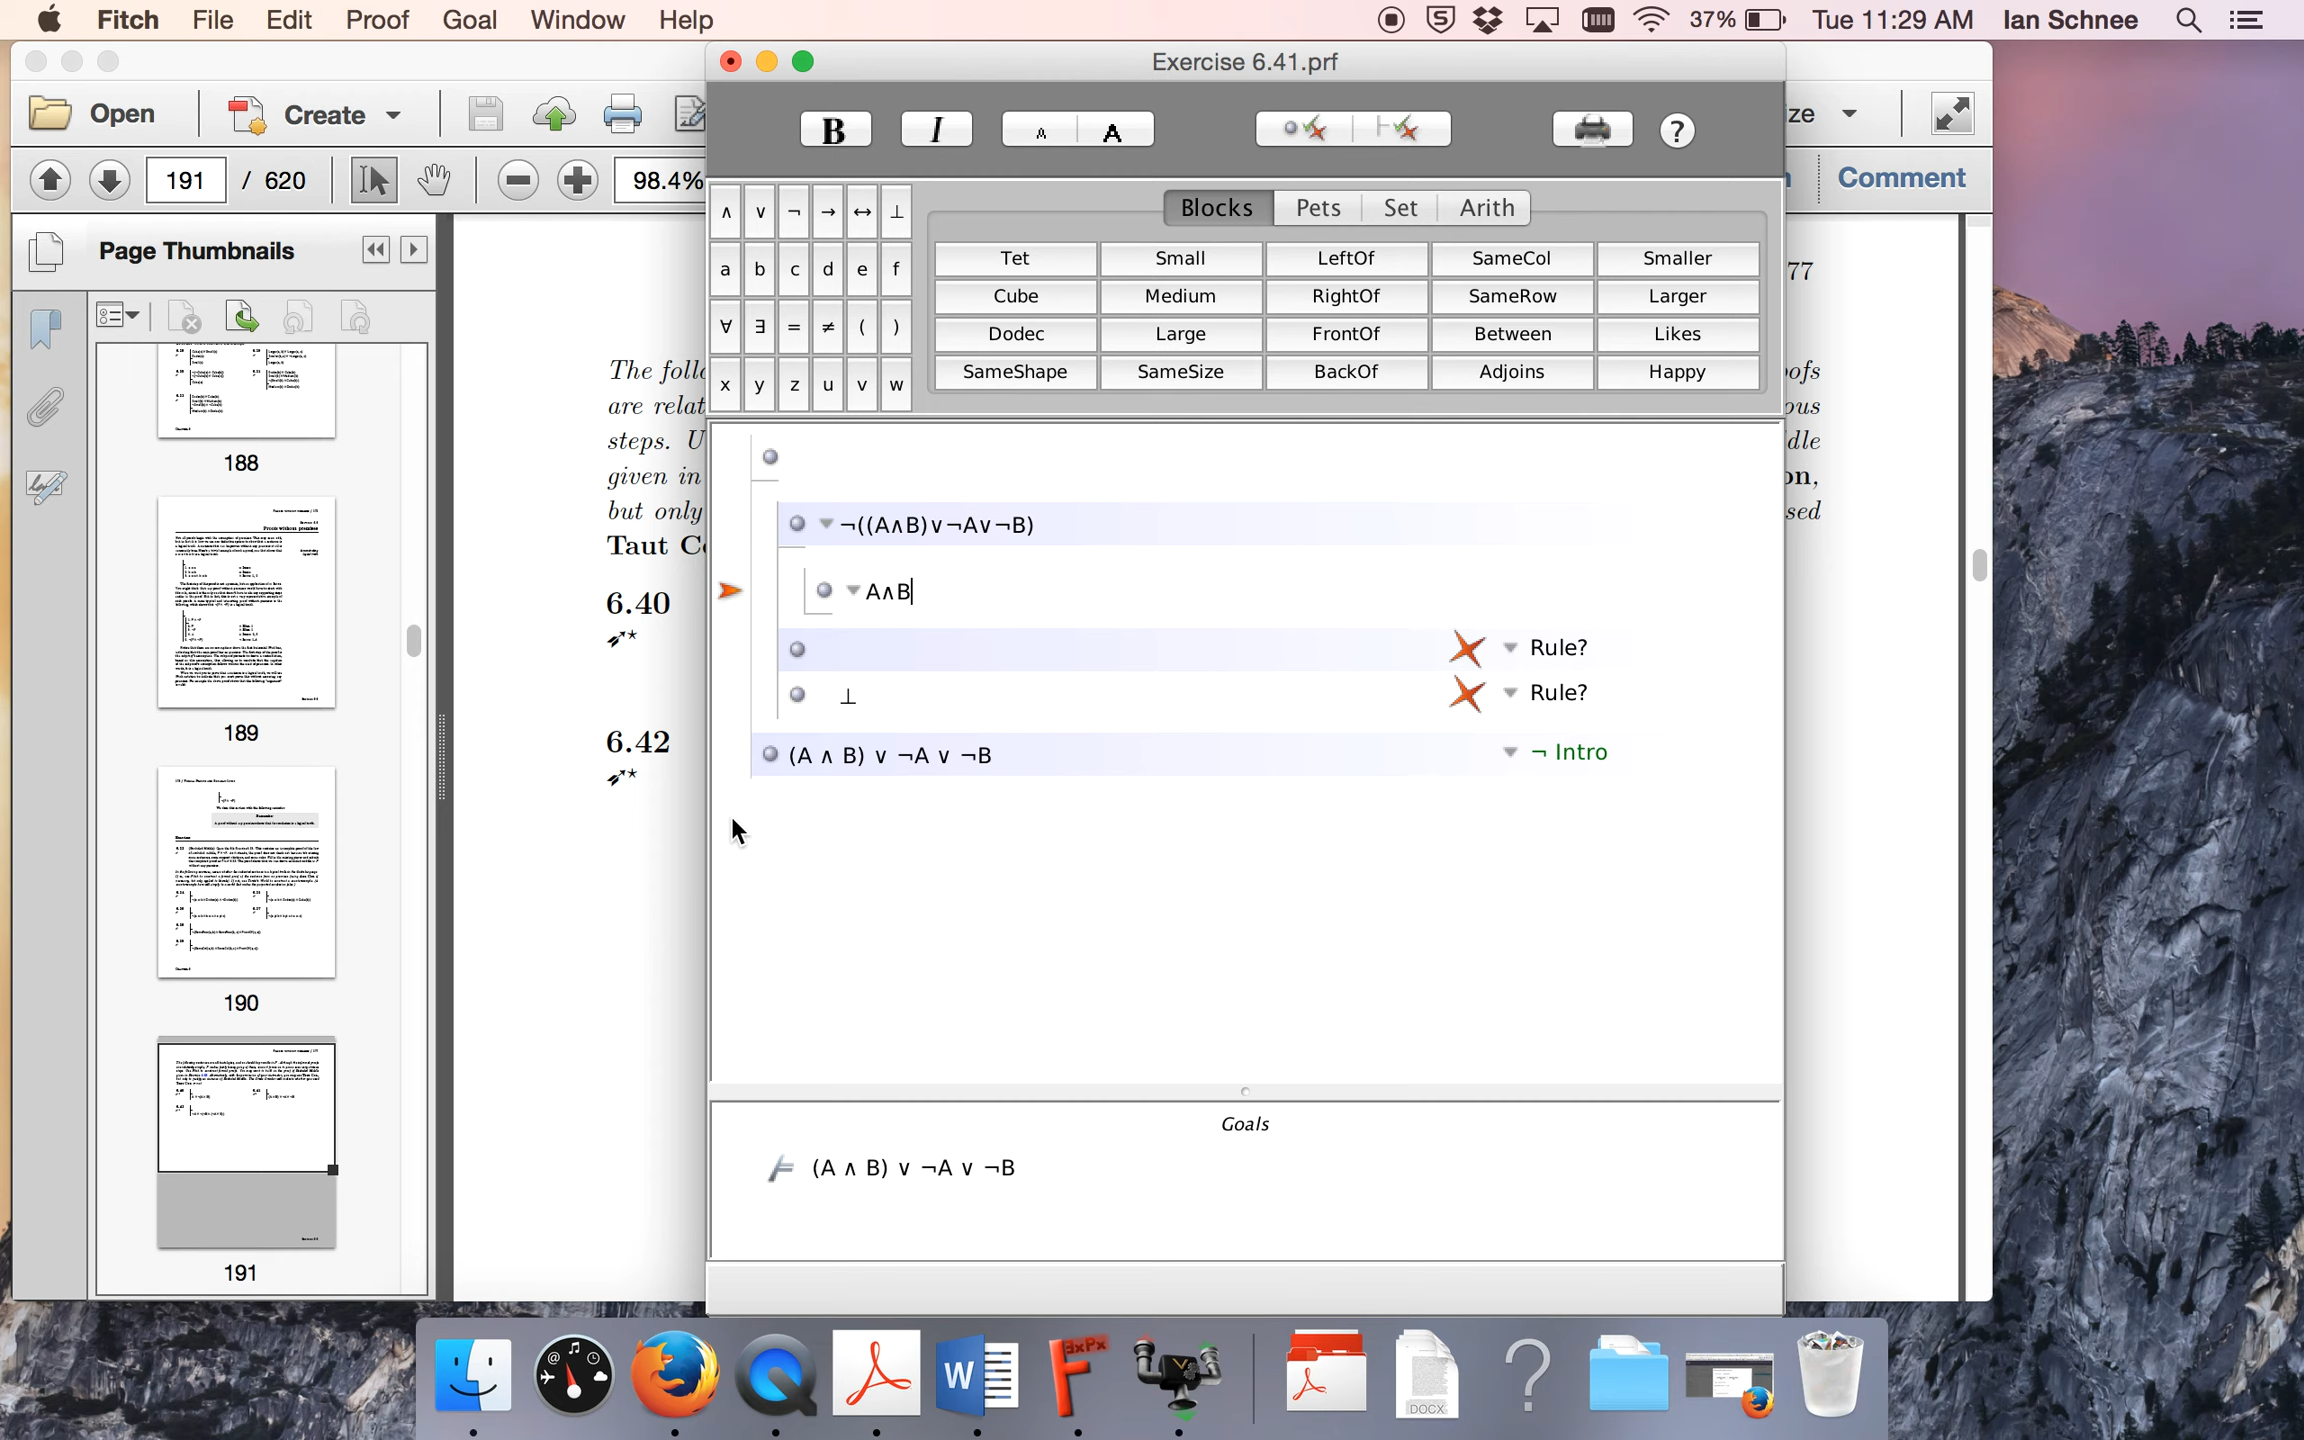 Fitch File Edit Proof Goal Window Help 37% Tue 11:29 AM Ian Schnee
Exercise 6.41.prf
Open Create ze
B I A A ?
191 / 620 98.4% Comment
Page Thumbnails
188
189
190
191
∧ ∨ ¬ → ↔ ⊥
a b c d e f
∀ ∃ = ≠ ( )
x y z u v w
Blocks Pets Set Arith
Tet Small LeftOf SameCol Smaller
Cube Medium RightOf SameRow Larger
Dodec Large FrontOf Between Likes
SameShape SameSize BackOf Adjoins Happy
77
The follo ofs
are relat ous
steps. U dle
given in on,
but only sed
Taut Co
6.40
6.42
¬((A∧B)∨¬A∨¬B)
A∧B
Rule?
⊥ Rule?
(A ∧ B) ∨ ¬A ∨ ¬B ¬ Intro
Goals
(A ∧ B) ∨ ¬A ∨ ¬B
DOCX